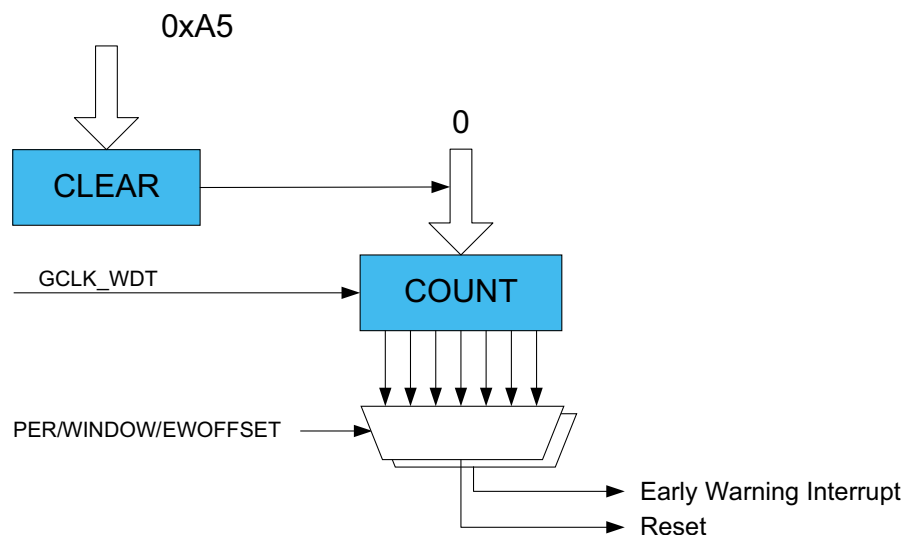 0xA5
0
CLEAR
GCLK_WDT
COUNT
PER/WINDOW/EWOFFSET
Early Warning Interrupt
Reset